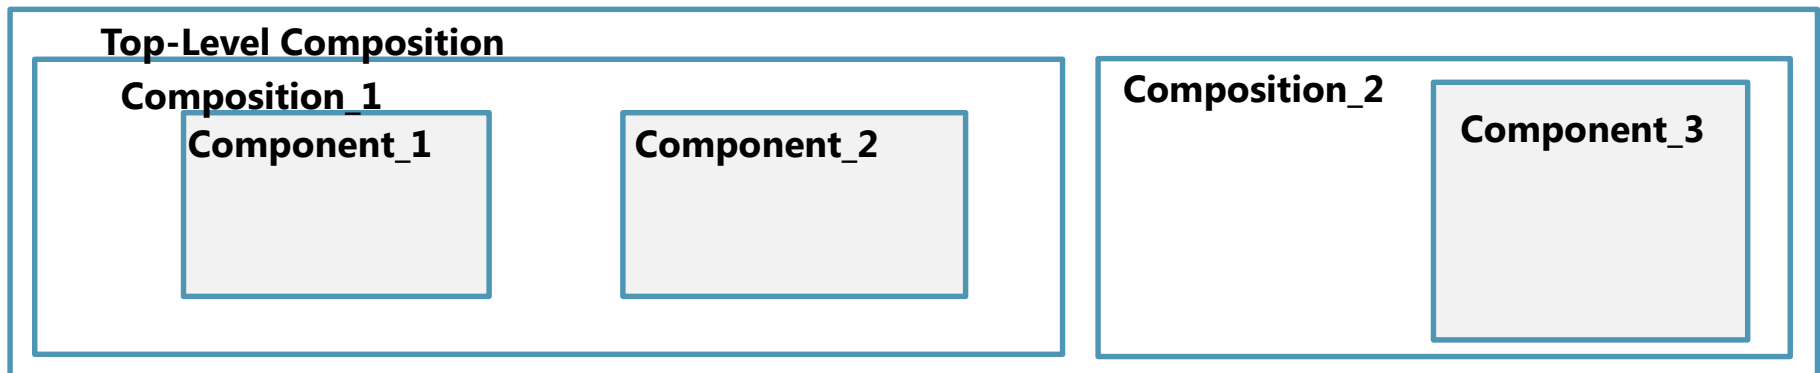 Top-Level Composition
Composition_1
Component_1
Component_2
Composition_2
Component_3